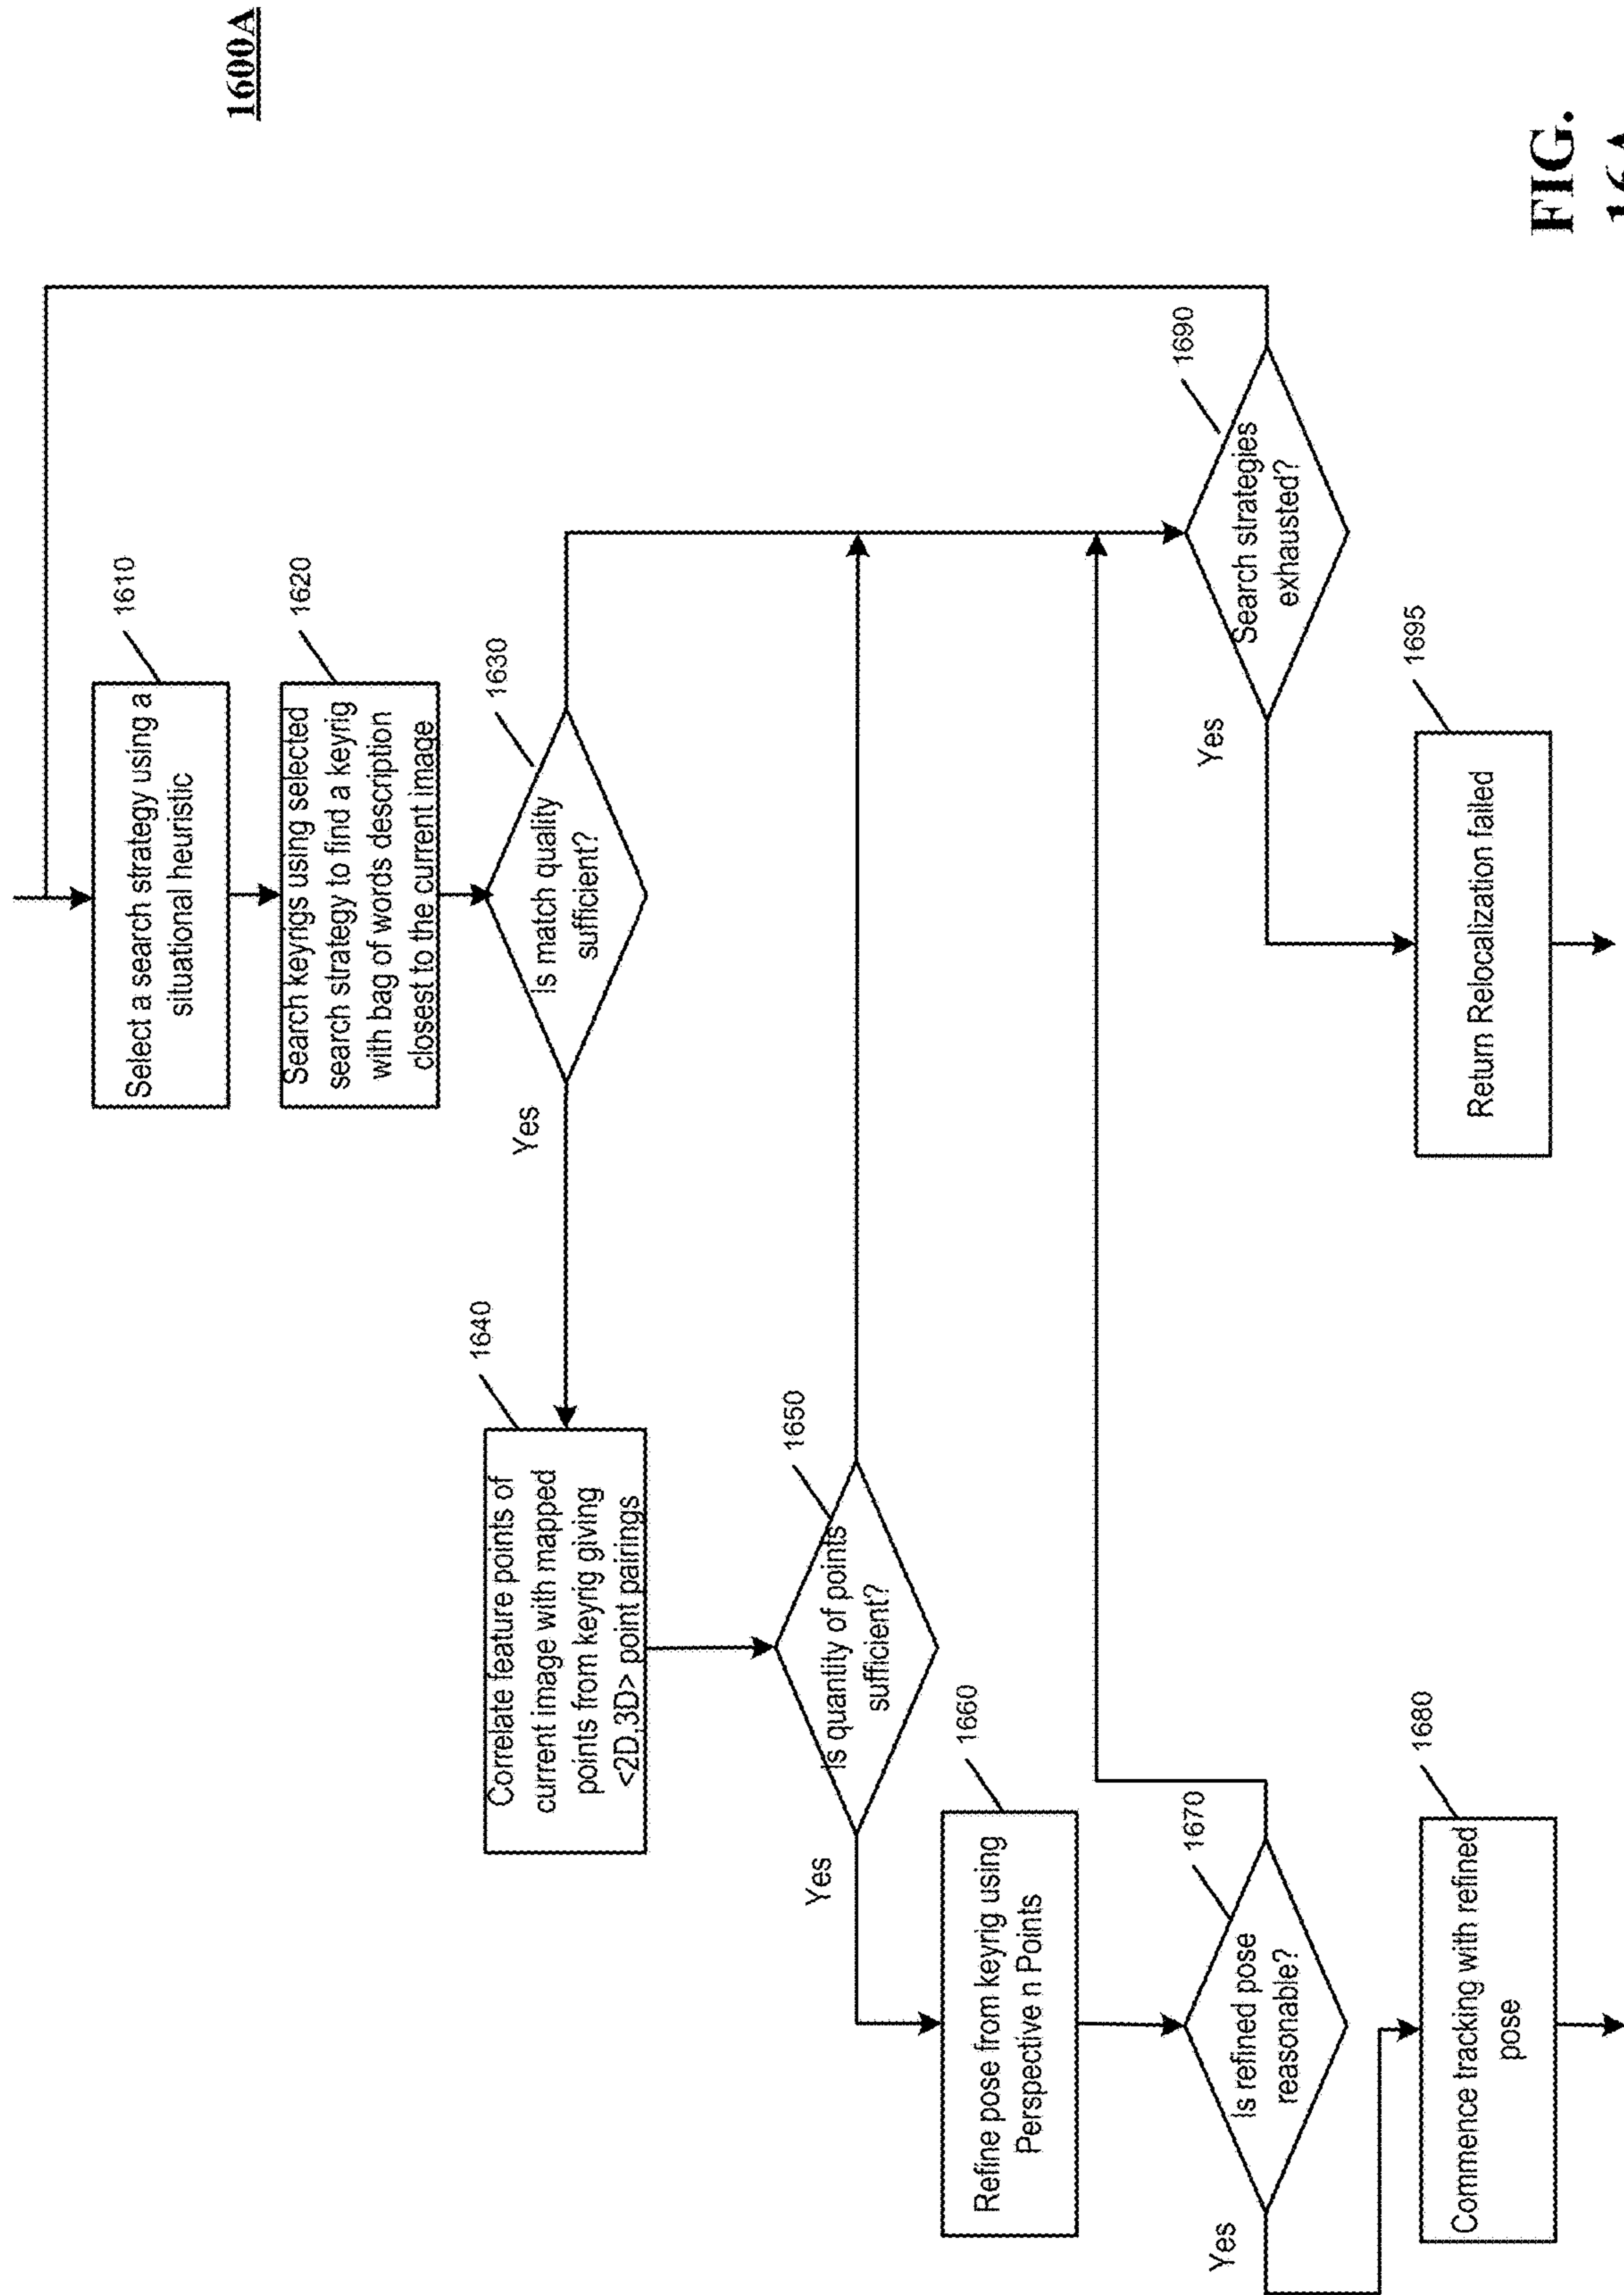 1600A
1610
Select a search strategy using a
situational heuristic
1620
Search keyrigs using selected
search strategy to find a keyrig
with bag of words description
closest to the current image
1630
Is match quality
sufficient?
Yes
1640
Correlate feature points of
current image with mapped
points from keyrig giving
<2D,3D> point pairings
1650
Is quantity of points
sufficient?
Yes
1660
Refine pose from keyrig using
Perspective n Points
1670
Is refined pose
reasonable?
Yes
1680
Commence tracking with refined
pose
1690
Search strategies
exhausted?
Yes
1695
Return Relocalization failed
FIG.
16A